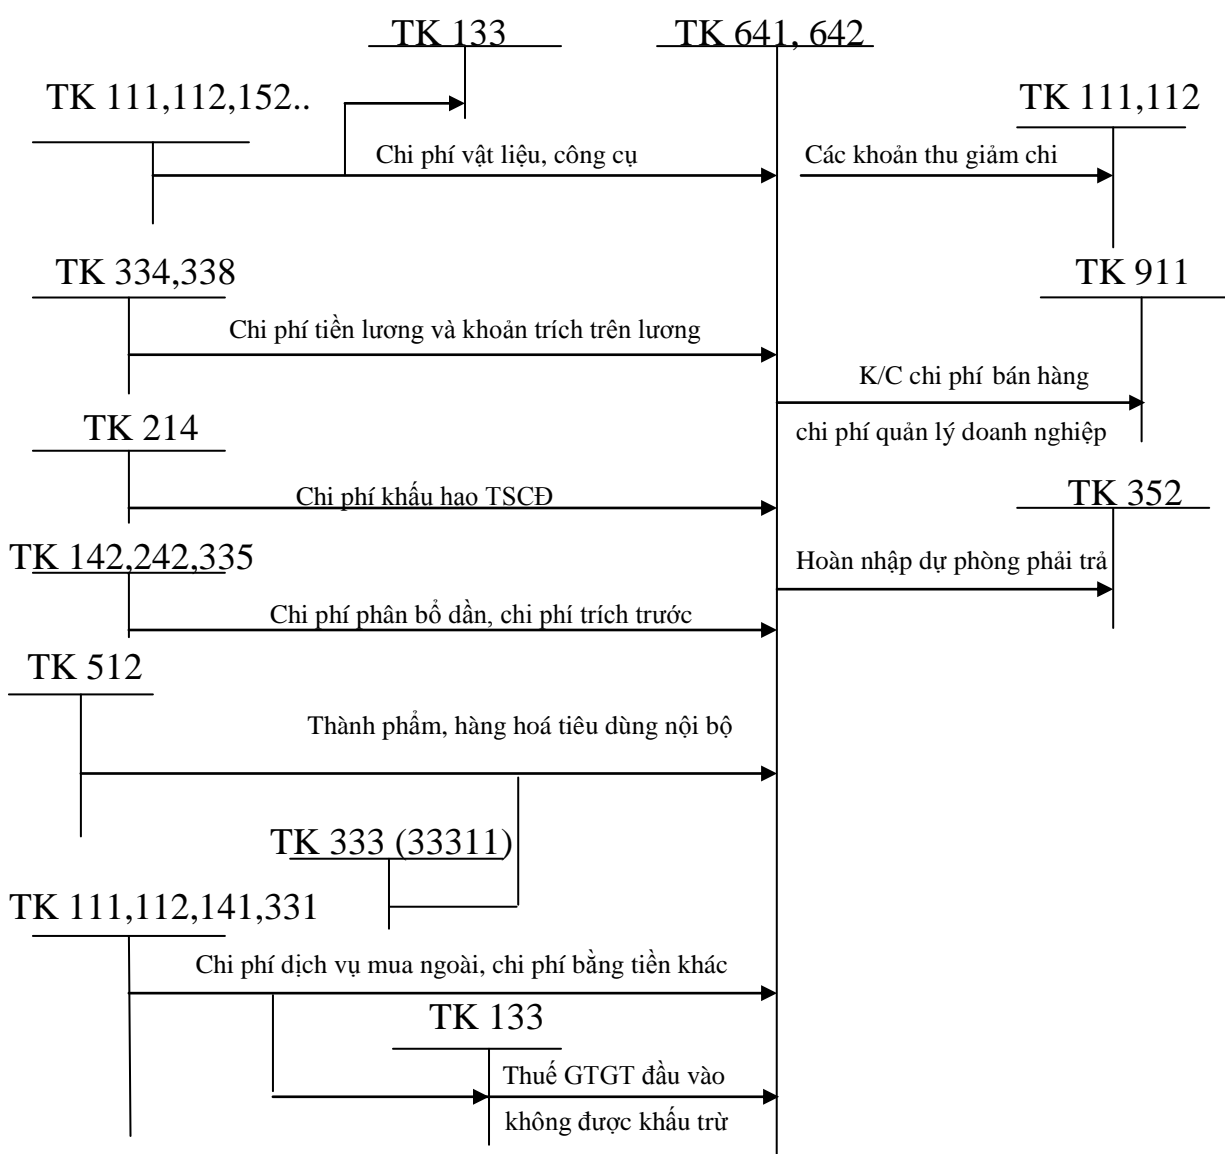 TK 133
TK 641, 642
TK 111,112,152..
TK 111,112
Chi phí vật liệu, công cụ
Các khoản thu giảm chi
TK 334,338
TK 911
Chi phí tiền lương và khoản trích trên lương
K/C chi phí bán hàng
TK 214
chi phí quản lý doanh nghiệp
Chi phí khấu hao TSCĐ
TK 352
TK 142,242,335
Hoàn nhập dự phòng phải trả
Chi phí phân bổ dần, chi phí trích trước
TK 512
Thành phẩm, hàng hoá tiêu dùng nội bộ
TK 333 (33311)
TK 111,112,141,331
Chi phí dịch vụ mua ngoài, chi phí bằng tiền khác
TK 133
Thuế GTGT đầu vào
không được khấu trừ